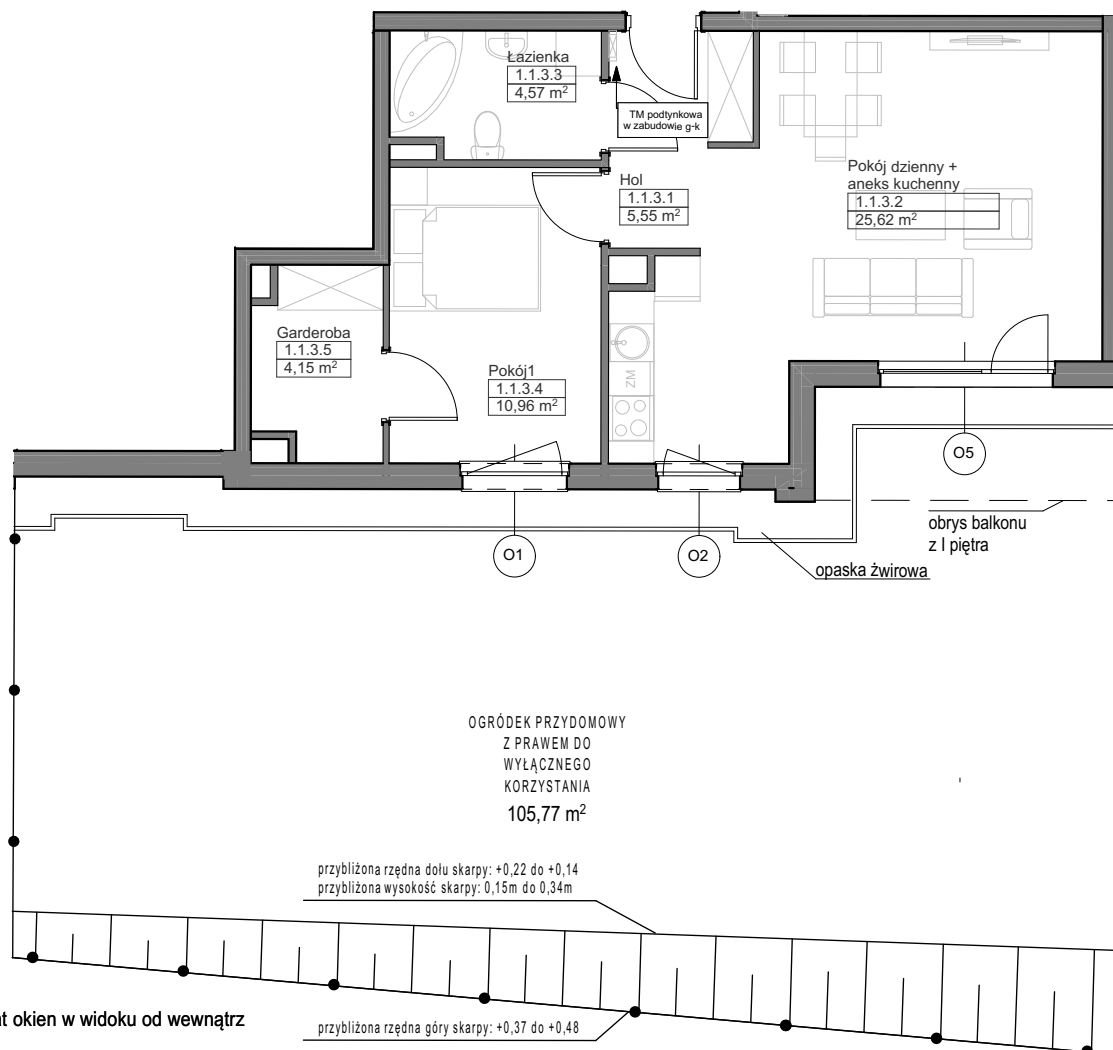 Łazienka
1.1.3.3
4,57 m²
TM podtynkowa
w zabudowie g-k
Hol
1.1.3.1
5,55 m²
Pokój dzienny +
aneks kuchenny
1.1.3.2
25,62 m²
Garderoba
1.1.3.5
4,15 m²
Pokój1
1.1.3.4
10,96 m²
ZM
O1
O2
O5
obrys balkonu
z I piętra
opaska żwirowa
OGRÓDEK PRZYDOMOWY
Z PRAWEM DO
WYŁĄCZNEGO
KORZYSTANIA
105,77 m²
przybliżona rzędna dołu skarpy: +0,22 do +0,14
przybliżona wysokość skarpy: 0,15m do 0,34m
okien w widoku od wewnątrz
przybliżona rzędna góry skarpy: +0,37 do +0,48